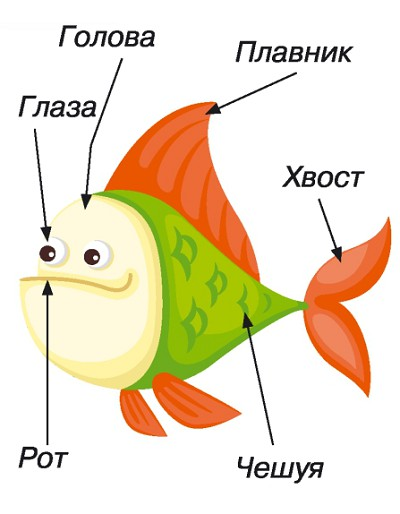 Голова
Плавник
Глаза
Хвост
Рот
Чешуя